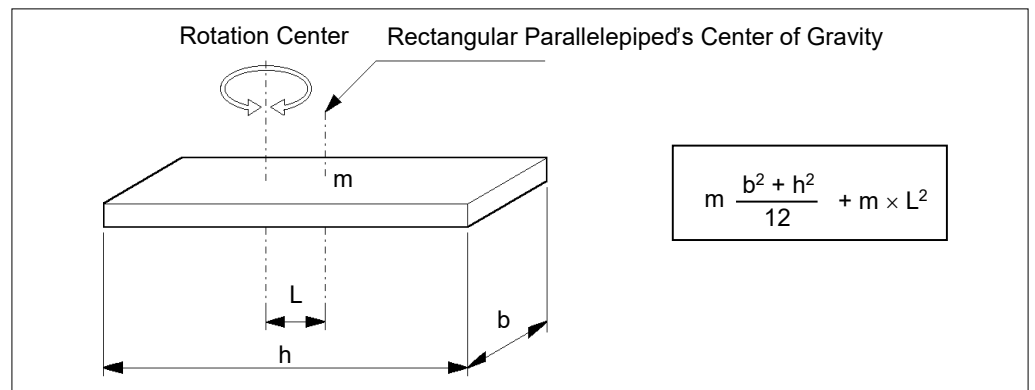 Rotation Center Rectangular Parallelepiped's Center of Gravity
m
m (b² + h²)/12 + m × L²
L
b
h